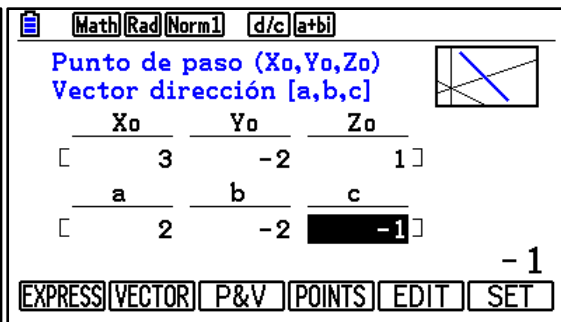 Math Rad Norm1 d/c a+bi
Punto de paso (Xo,Yo,Zo)
Vector dirección [a,b,c]
Xo Yo Zo
[ 3 -2 1 ]
a b c
[ 2 -2 -1 ]
-1
EXPRESS VECTOR P&V POINTS EDIT SET